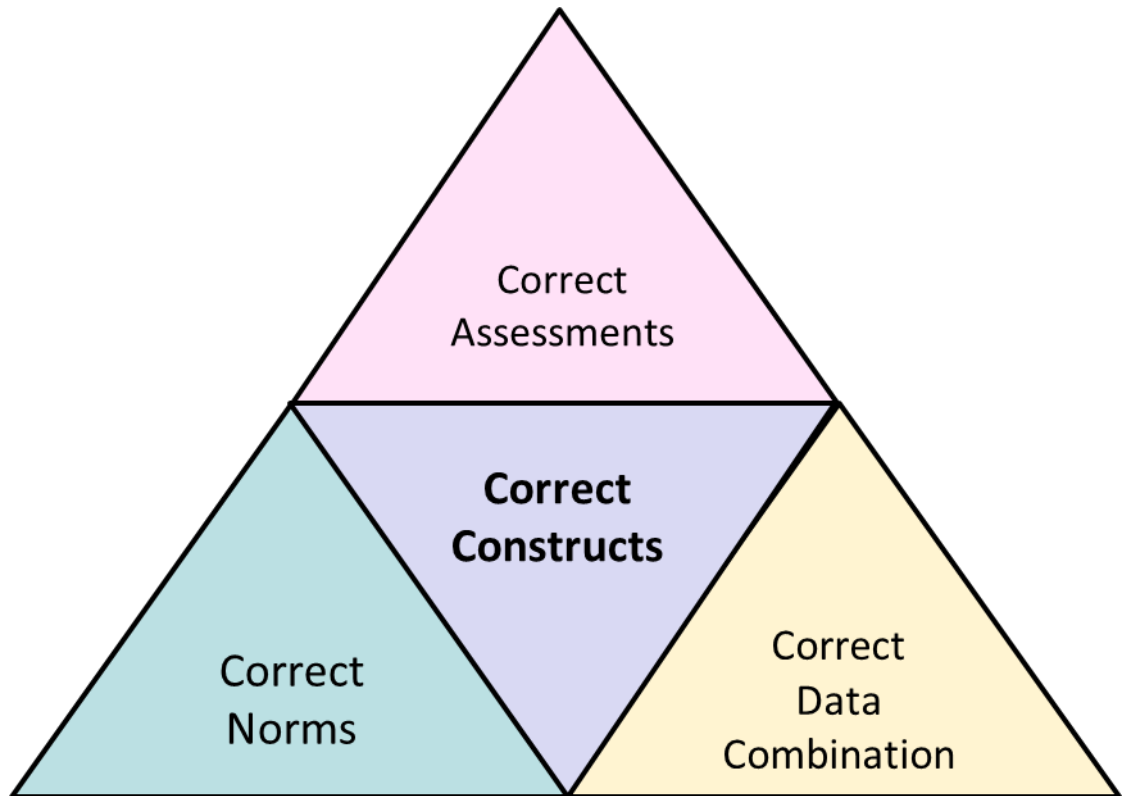 Correct
Assessments
Correct
Constructs
Correct
Norms
Correct
Data
Combination